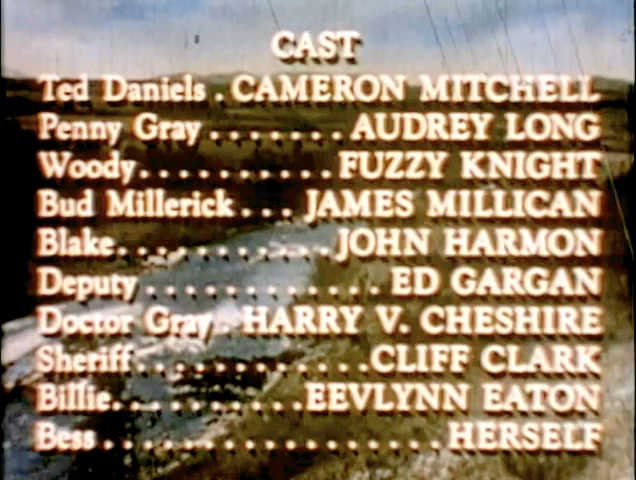 CAST
Ted Daniels . CAMERON MITCHELL
Penny Gray . . . . . . . AUDREY LONG
Woody . . . . . . . . . . FUZZY KNIGHT
Bud Millerick . . . JAMES MILLICAN
Blake . . . . . . . . . . . JOHN HARMON
Deputy . . . . . . . . . . . . ED GARGAN
Doctor Gray . HARRY V. CHESHIRE
Sheriff . . . . . . . . . . . . CLIFF CLARK
Billie . . . . . . . . . . EEVLYNN EATON
Bess . . . . . . . . . . . . . . . . . HERSELF